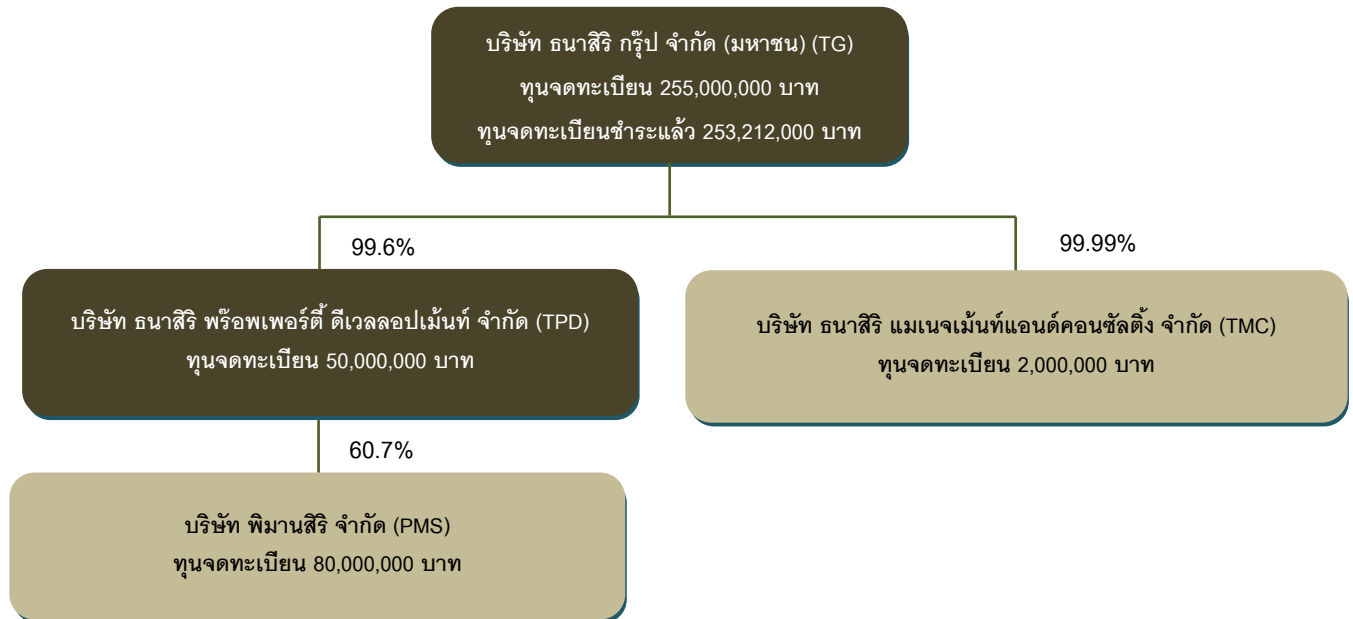 บริษัท ธนาสิริ กรุ๊ป จำกัด (มหาชน) (TG)
ทุนจดทะเบียน 255,000,000 บาท
ทุนจดทะเบียนชำระแล้ว 253,212,000 บาท
99.6%
99.99%
บริษัท ธนาสิริ พร๊อพเพอร์ตี้ ดีเวลลอปเม้นท์ จำกัด (TPD)
ทุนจดทะเบียน 50,000,000 บาท
บริษัท ธนาสิริ แมเนจเม้นท์แอนด์คอนซัลติ้ง จำกัด (TMC)
ทุนจดทะเบียน 2,000,000 บาท
60.7%
บริษัท พิมานสิริ จำกัด (PMS)
ทุนจดทะเบียน 80,000,000 บาท